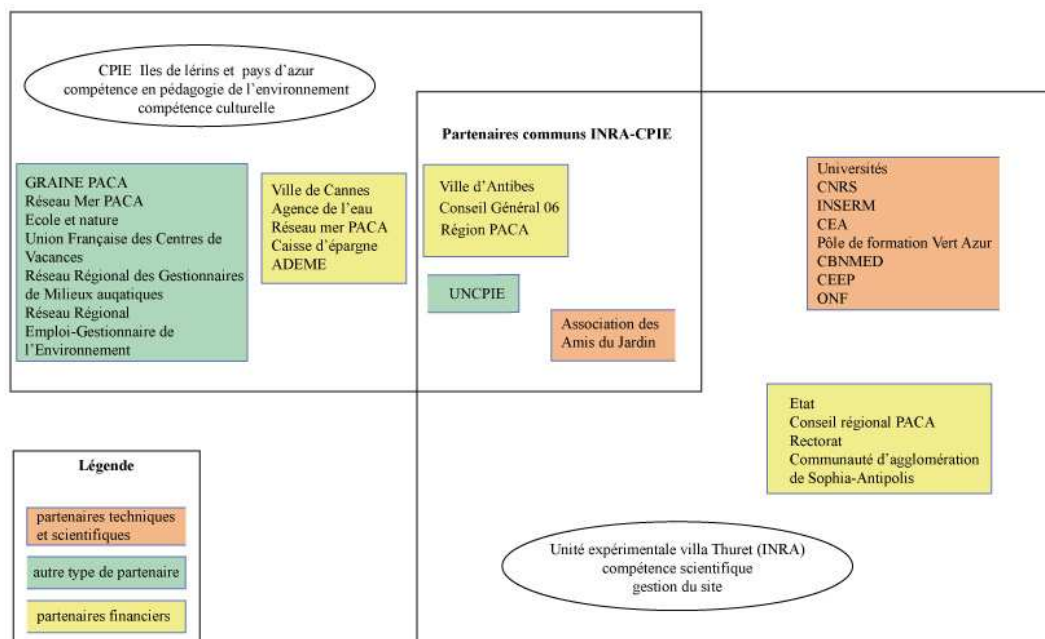 CPIE Iles de lérins et pays d'azur
compétence en pédagogie de l'environnement
compétence culturelle
Partenaires communs INRA-CPIE
GRAINE PACA
Réseau Mer PACA
Ecole et nature
Union Française des Centres de
Vacances
Réseau Régional des Gestionnaires
de Milieux auqatiques
Réseau Régional
Emploi-Gestionnaire de
l'Environnement
Ville de Cannes
Agence de l'eau
Réseau mer PACA
Caisse d'épargne
ADEME
Ville d'Antibes
Conseil Général 06
Région PACA
UNCPIE
Association des
Amis du Jardin
Universités
CNRS
INSERM
CEA
Pôle de formation Vert Azur
CBNMED
CEEP
ONF
Etat
Conseil régional PACA
Rectorat
Communauté d'agglomération
de Sophia-Antipolis
Légende
partenaires techniques
et scientifiques
autre type de partenaire
partenaires financiers
Unité expérimentale villa Thuret (INRA)
compétence scientifique
gestion du site